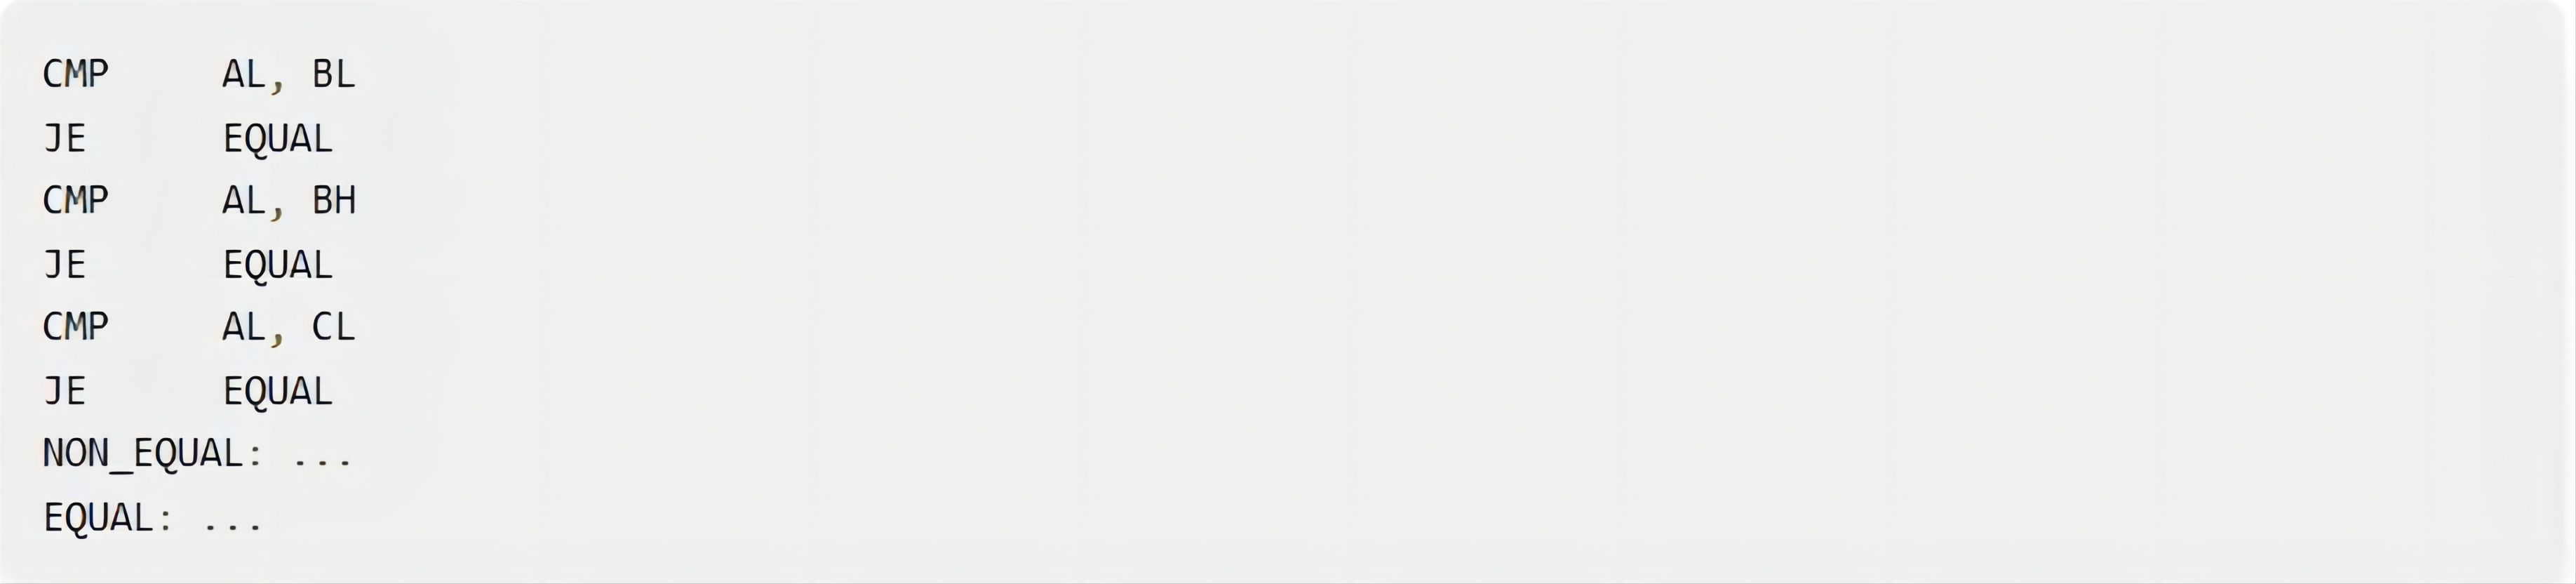 CMP     AL, BL
JE      EQUAL
CMP     AL, BH
JE      EQUAL
CMP     AL, CL
JE      EQUAL
NON_EQUAL: ...
EQUAL: ...